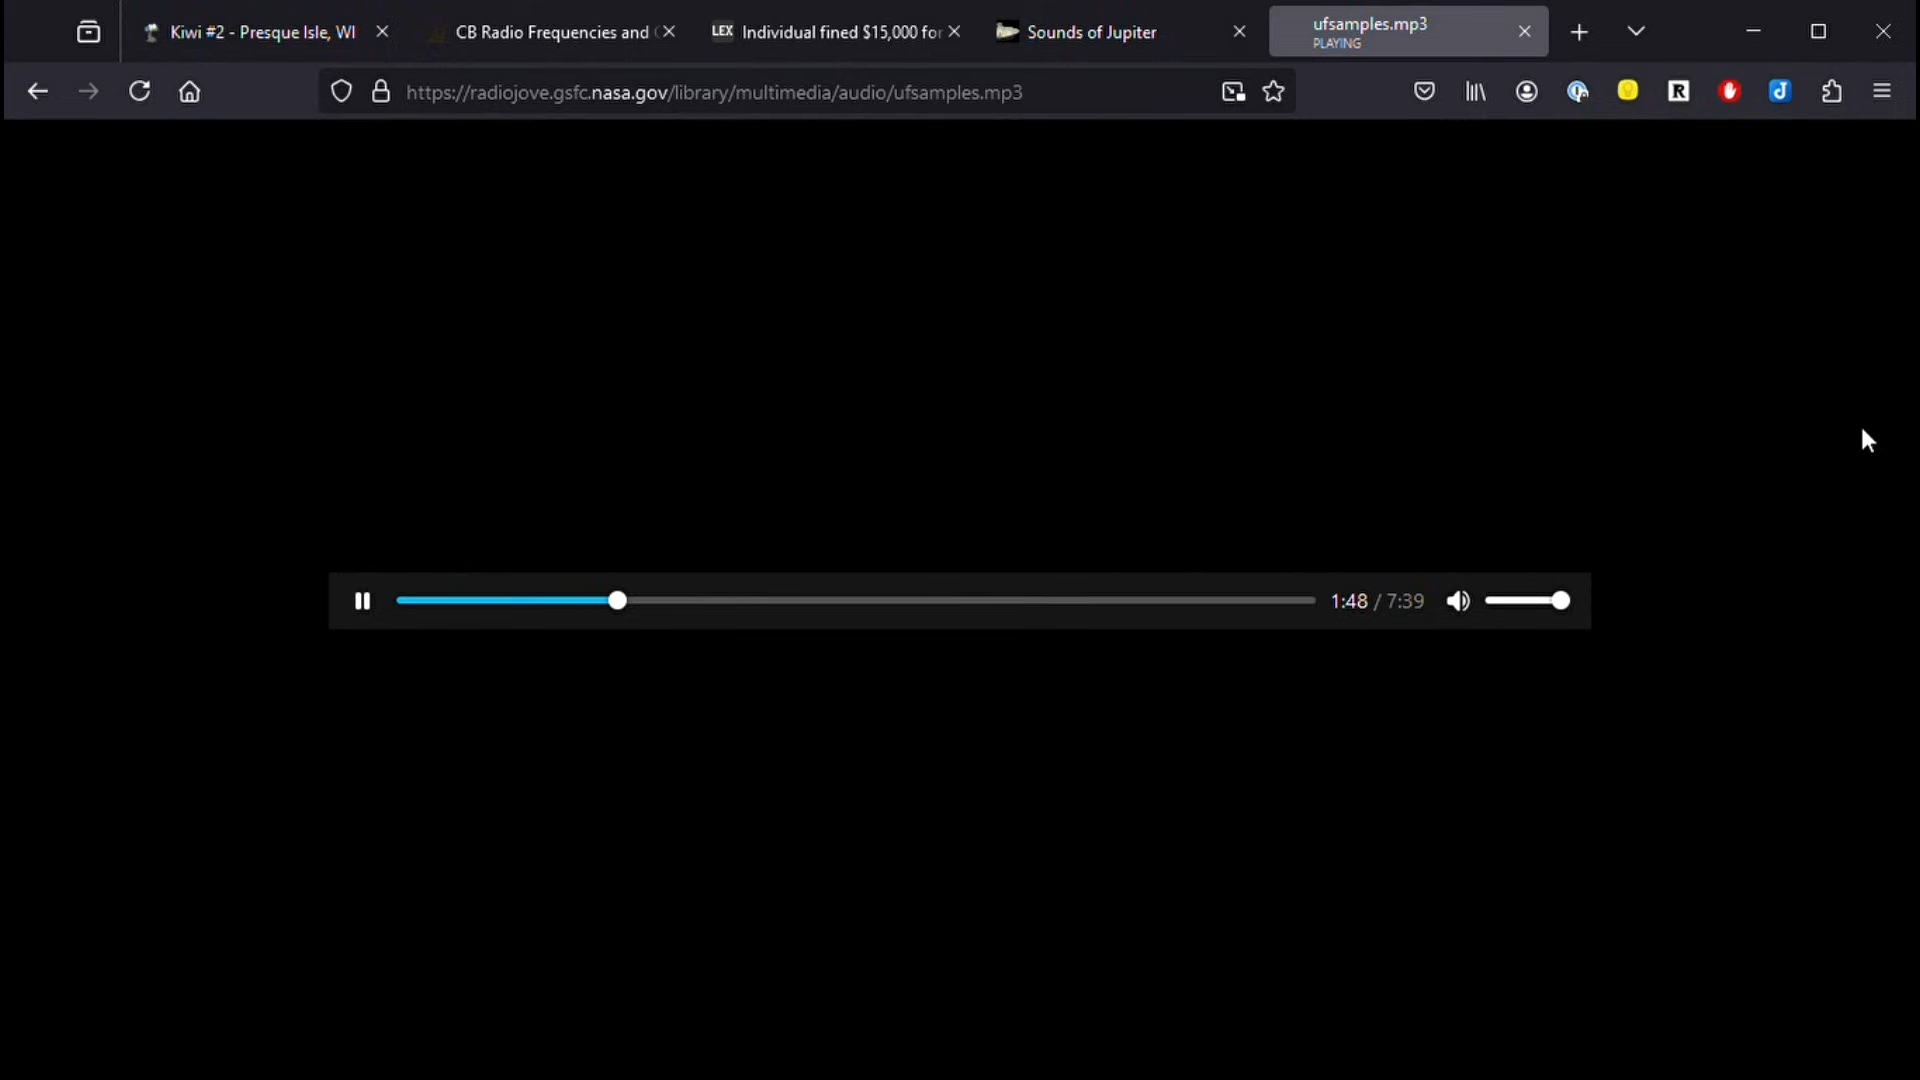 Kiwi #2 - Presque Isle, WI
CB Radio Frequencies and
LEX Individual fined $15,000 for
Sounds of Jupiter
ufsamples.mp3
PLAYING
https://radiojove.gsfc.nasa.gov/library/multimedia/audio/ufsamples.mp3
R
1:48 / 7:39